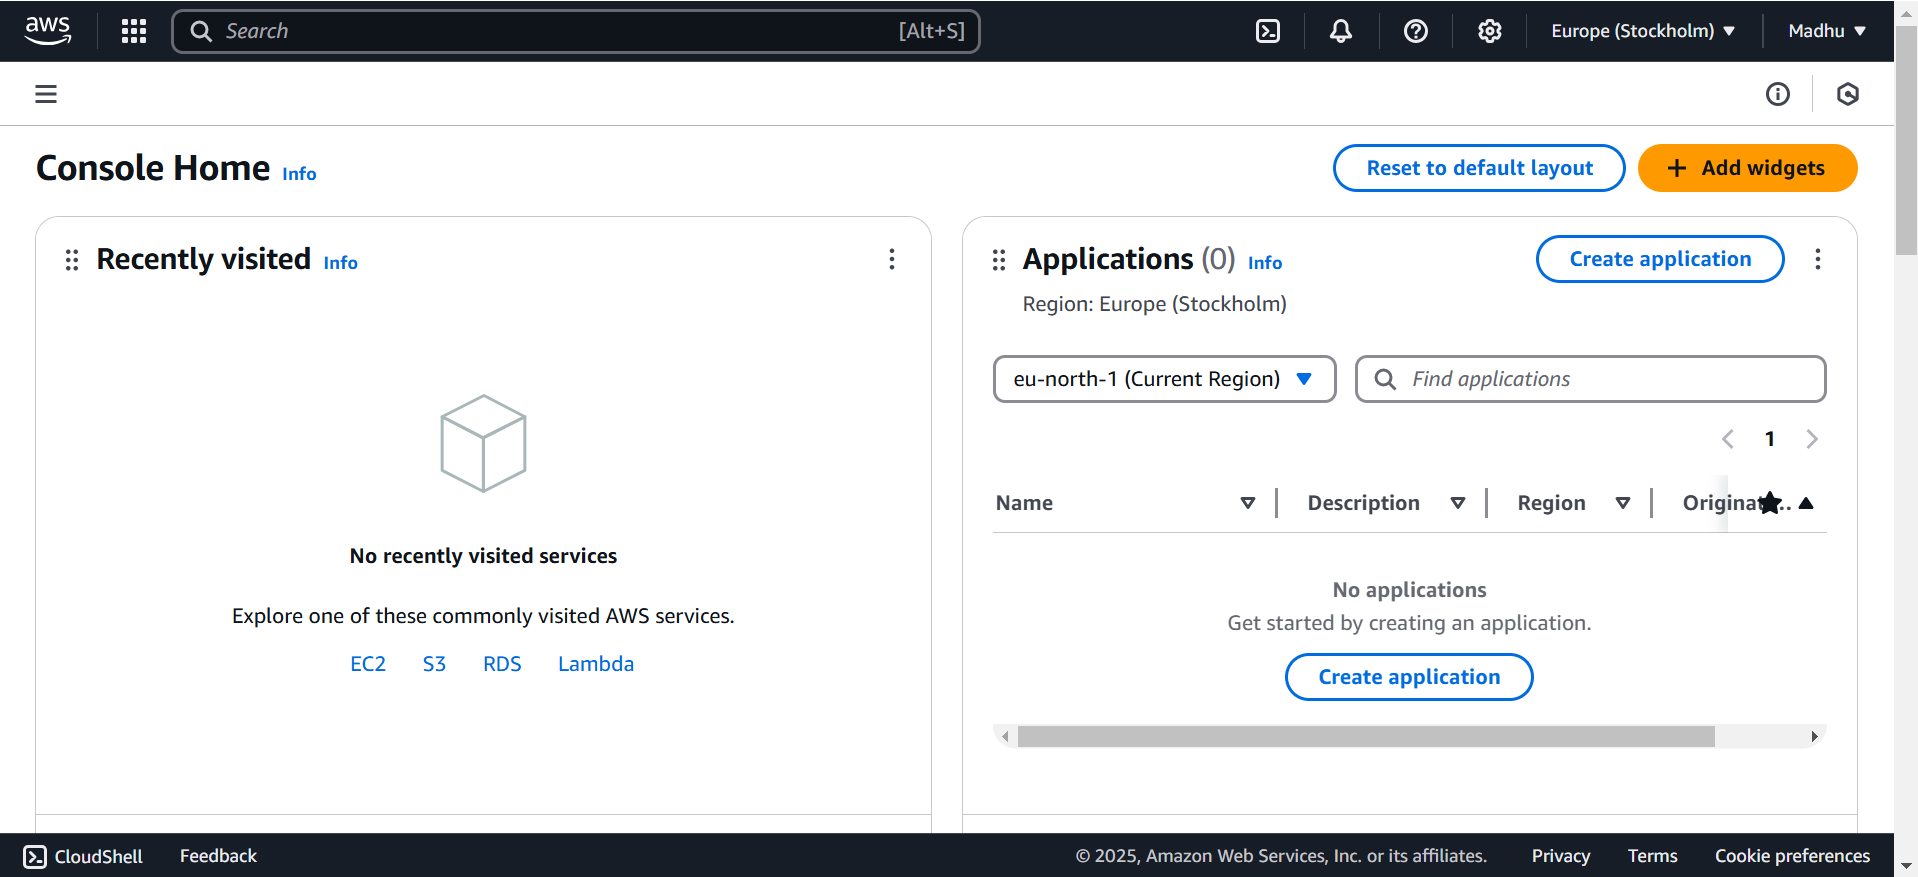 aws
Search [Alt+S]
Europe (Stockholm)
Madhu
Console Home Info
Reset to default layout
+ Add widgets
Recently visited Info
No recently visited services
Explore one of these commonly visited AWS services.
EC2 S3 RDS Lambda
Applications (0) Info
Create application
Region: Europe (Stockholm)
eu-north-1 (Current Region)
Find applications
1
Name Description Region Originat...
No applications
Get started by creating an application.
Create application
CloudShell Feedback
© 2025, Amazon Web Services, Inc. or its affiliates. Privacy Terms Cookie preferences